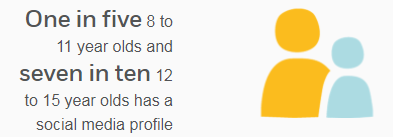 One in five 8 to
11 year olds and
seven in ten 12
to 15 year olds has a
social media profile